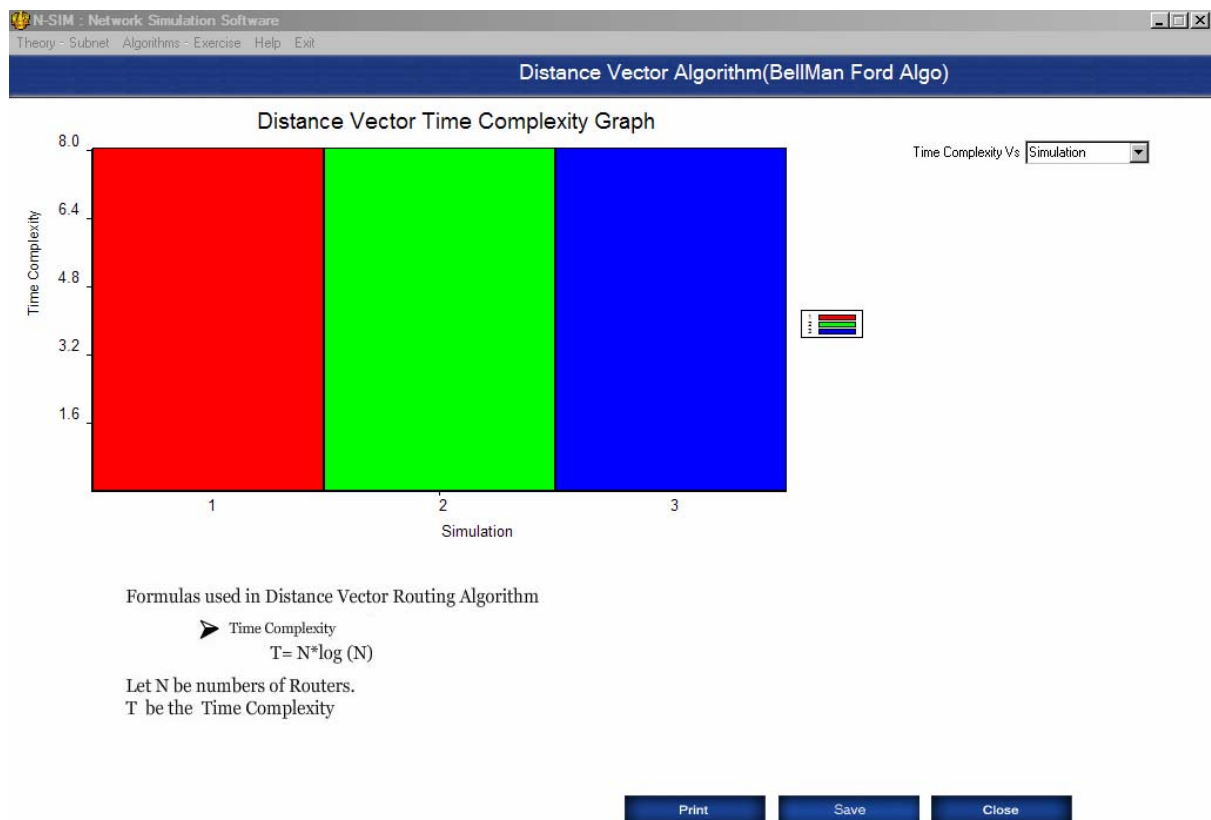 N-SIM : Network Simulation Software
Theory - Subnet Algorithms - Exercise Help Exit
Distance Vector Algorithm(BellMan Ford Algo)
Distance Vector Time Complexity Graph
Time Complexity Vs Simulation
8.0
6.4
4.8
3.2
1.6
Time Complexity
1
2
3
1 2 3
Simulation
Formulas used in Distance Vector Routing Algorithm
Time Complexity
T= N*log (N)
Let N be numbers of Routers.
T be the Time Complexity
Print Save Close